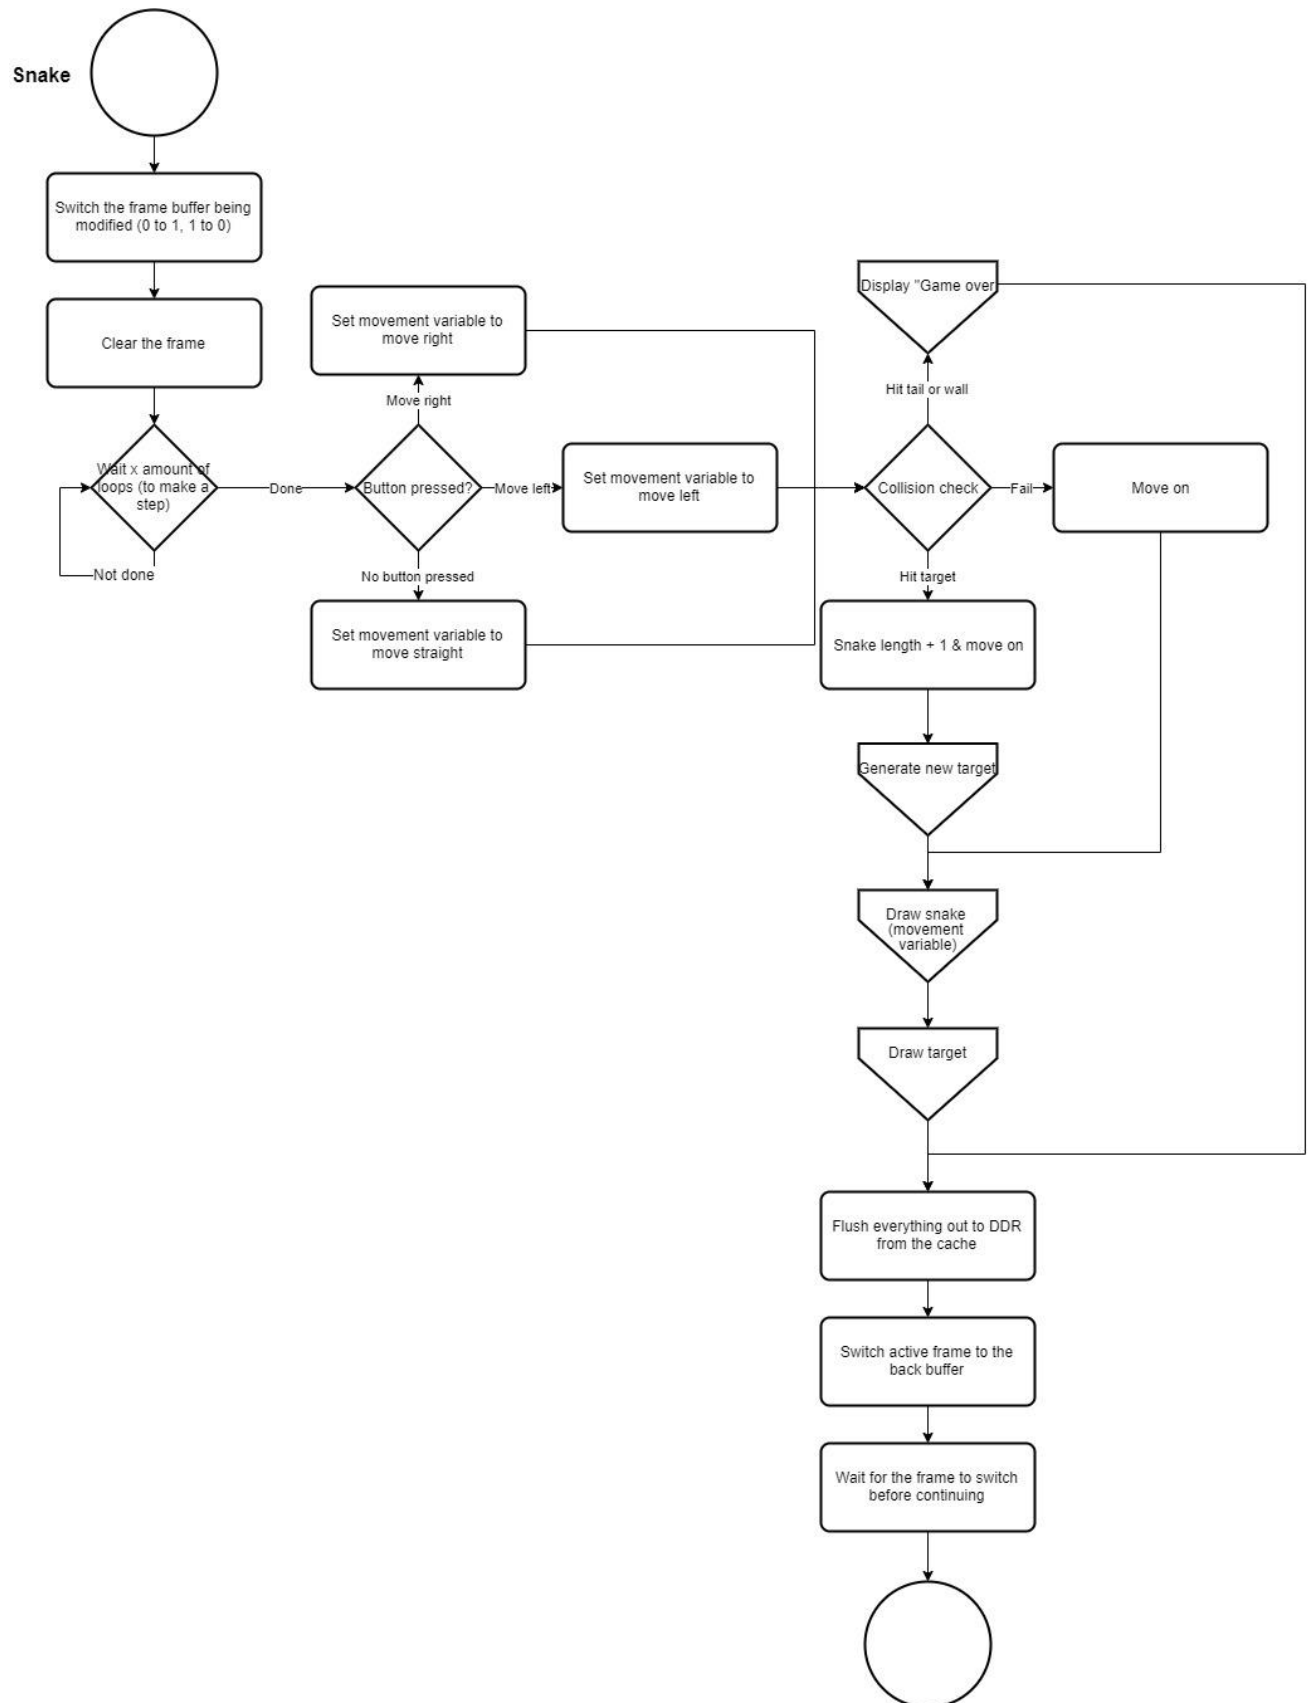 Snake
Switch the frame buffer being
modified (0 to 1, 1 to 0)
Clear the frame
Wait x amount of
loops (to make a
step)
Not done
Done
Button pressed?
Move right
Set movement variable to
move right
Move left
Set movement variable to
move left
No button pressed
Set movement variable to
move straight
Collision check
Hit tail or wall
Display "Game over
Fail
Move on
Hit target
Snake length + 1 & move on
Generate new target
Draw snake
(movement
variable)
Draw target
Flush everything out to DDR
from the cache
Switch active frame to the
back buffer
Wait for the frame to switch
before continuing